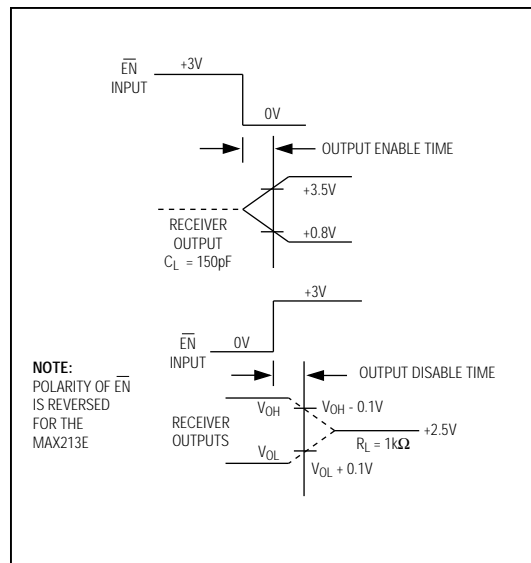 EN +3V
INPUT
0V
OUTPUT ENABLE TIME
+3.5V
RECEIVER
OUTPUT
C_L = 150pF
+0.8V
+3V
EN 0V
INPUT
OUTPUT DISABLE TIME
NOTE:
POLARITY OF EN
IS REVERSED
FOR THE
MAX213E
V_OH V_OH - 0.1V
RECEIVER
OUTPUTS
+2.5V
R_L = 1kΩ
V_OL
V_OL + 0.1V